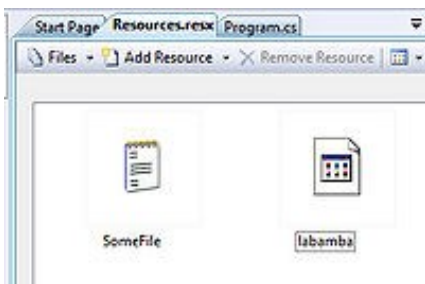 Start Page Resources.resx Program.cs
Files Add Resource Remove Resource
SomeFile labamba